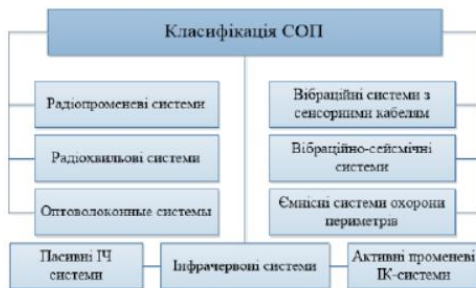 Класифікація СОП
Радіопроменеві системи
Радіохвильові системи
Оптоволоконные системы
Вібраційні системи з
сенсорними кабелям
Вібраційно-сейсмічні
системи
Ємнісні системи охорони
периметрів
Пасивні ІЧ
системи
Інфрачервоні системи
Активні променеві
ІК-системи